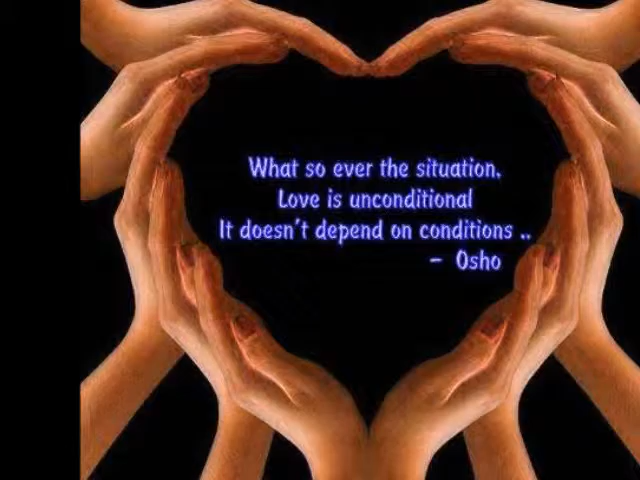 What so ever the situation,
Love is unconditional
It doesn't depend on conditions ..
- Osho